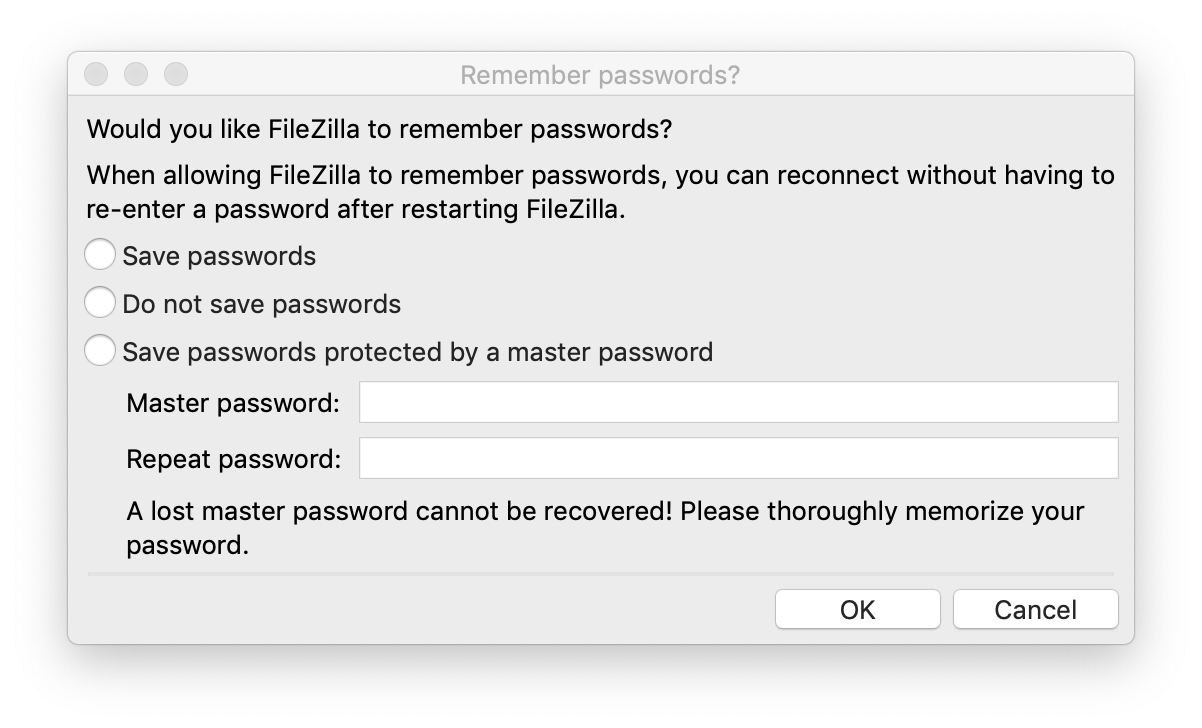 Remember passwords?
Would you like FileZilla to remember passwords?
When allowing FileZilla to remember passwords, you can reconnect without having to
re-enter a password after restarting FileZilla.
Save passwords
Do not save passwords
Save passwords protected by a master password
Master password:
Repeat password:
A lost master password cannot be recovered! Please thoroughly memorize your
password.
OK Cancel